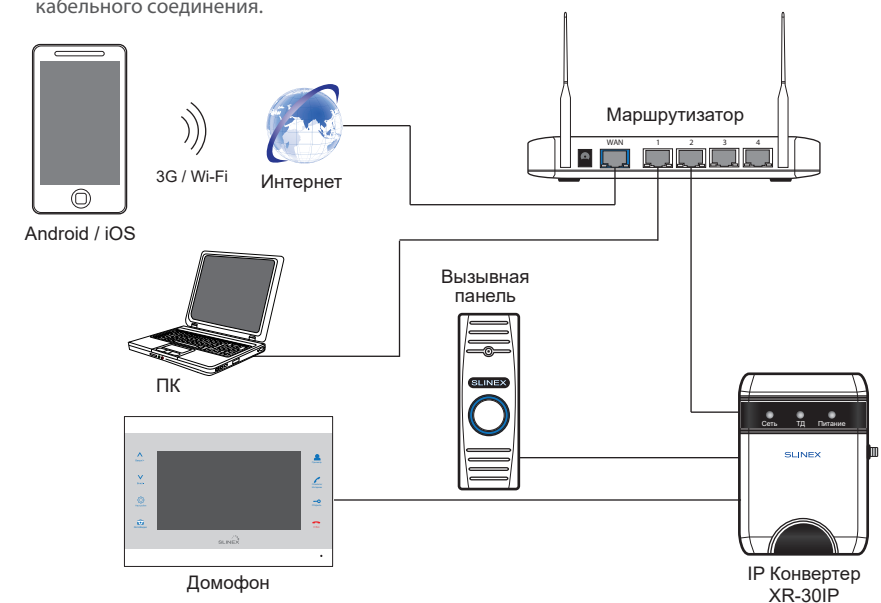 кабельного соединения.
Маршрутизатор
WAN 1 2 3 4
3G / Wi-Fi
Интернет
Android / iOS
Вызывная
панель
SLINEX
ПК
Сеть ТД Питание
SLINEX
SLINEX
Домофон
IP Конвертер
XR-30IP